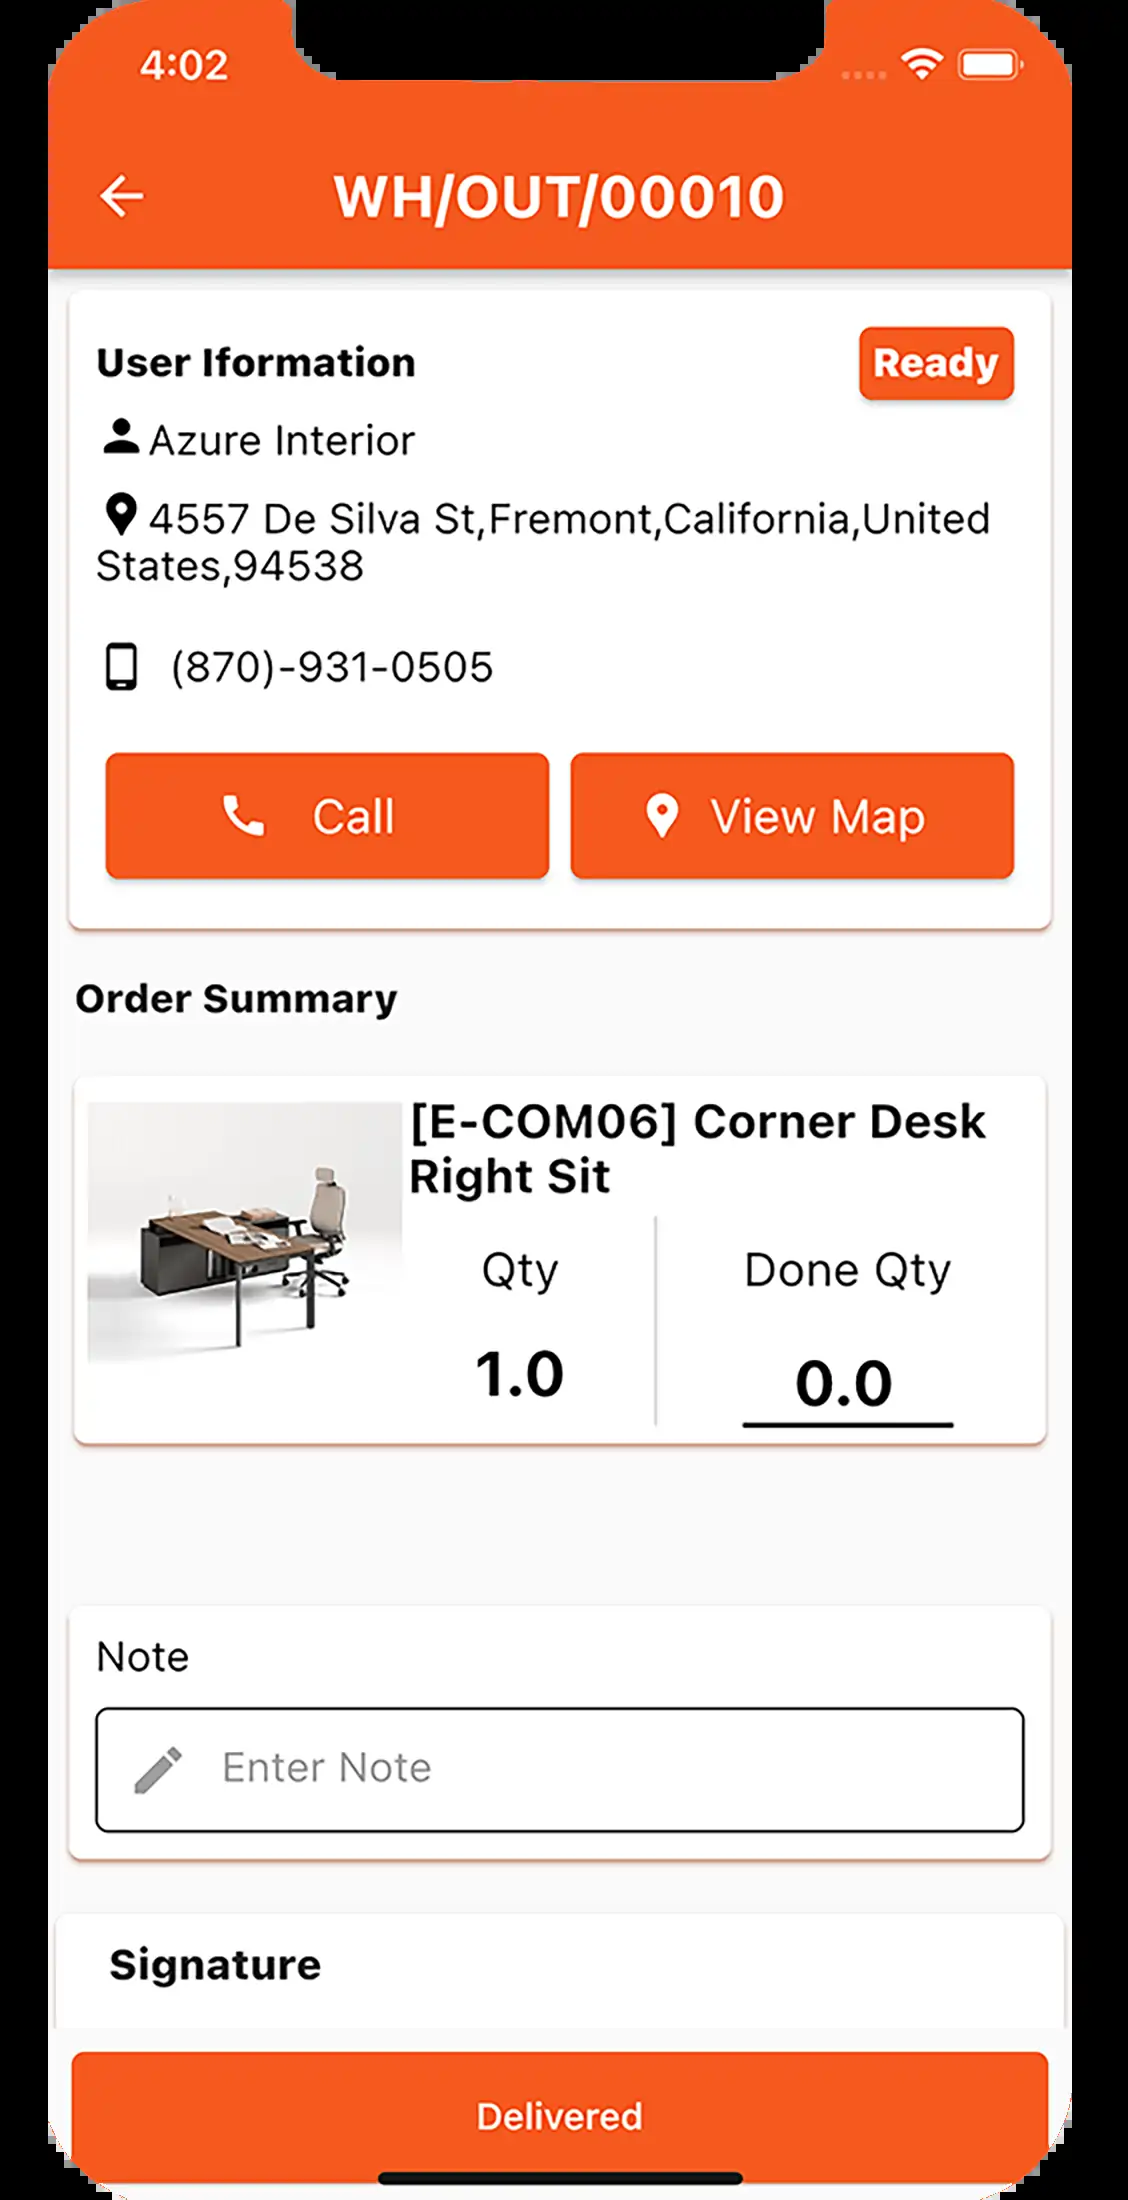 4:02
WH/OUT/00010
User Iformation
Ready
Azure Interior
4557 De Silva St,Fremont,California,United
States,94538
(870)-931-0505
Call
View Map
Order Summary
[E-COM06] Corner Desk
Right Sit
Qty
Done Qty
1.0
0.0
Note
Enter Note
Signature
Delivered